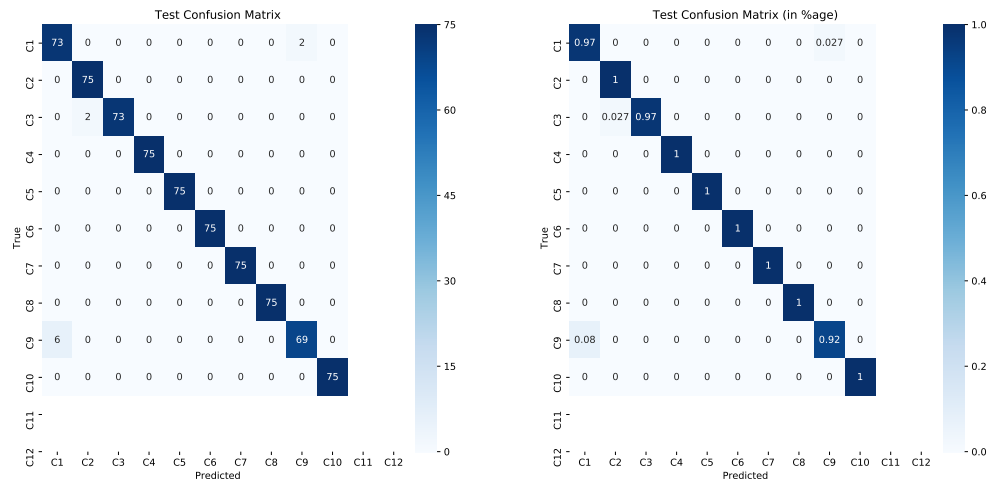 Test Confusion Matrix
C1 73 0 0 0 0 0 0 0 2 0
C2 0 75 0 0 0 0 0 0 0 0
C3 0 2 73 0 0 0 0 0 0 0
C4 0 0 0 75 0 0 0 0 0 0
C5 0 0 0 0 75 0 0 0 0 0
C6 0 0 0 0 0 75 0 0 0 0
C7 0 0 0 0 0 0 75 0 0 0
C8 0 0 0 0 0 0 0 75 0 0
C9 6 0 0 0 0 0 0 0 69 0
C10 0 0 0 0 0 0 0 0 0 75
C11
C12
True
C1 C2 C3 C4 C5 C6 C7 C8 C9 C10 C11 C12
Predicted
75
60
45
30
15
0
Test Confusion Matrix (in %age)
C1 0.97 0 0 0 0 0 0 0 0.027 0
C2 0 1 0 0 0 0 0 0 0 0
C3 0 0.027 0.97 0 0 0 0 0 0 0
C4 0 0 0 1 0 0 0 0 0 0
C5 0 0 0 0 1 0 0 0 0 0
C6 0 0 0 0 0 1 0 0 0 0
C7 0 0 0 0 0 0 1 0 0 0
C8 0 0 0 0 0 0 0 1 0 0
C9 0.08 0 0 0 0 0 0 0 0.92 0
C10 0 0 0 0 0 0 0 0 0 1
C11
C12
True
C1 C2 C3 C4 C5 C6 C7 C8 C9 C10 C11 C12
Predicted
1.0
0.8
0.6
0.4
0.2
0.0